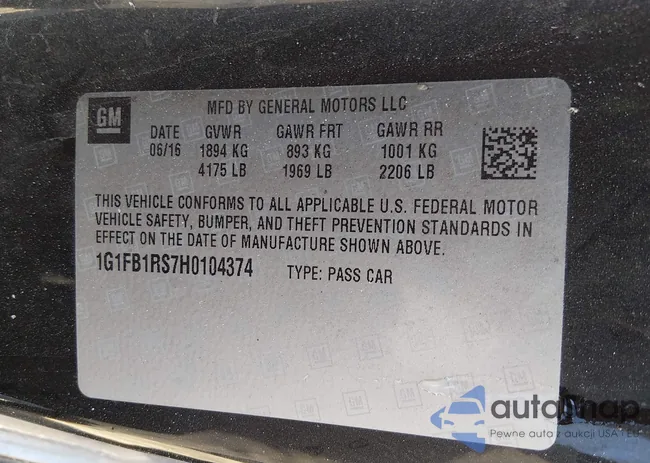 GM
MFD BY GENERAL MOTORS LLC
DATE GVWR GAWR FRT GAWR RR
06/16 1894 KG 893 KG 1001 KG
4175 LB 1969 LB 2206 LB
THIS VEHICLE CONFORMS TO ALL APPLICABLE U.S. FEDERAL MOTOR
VEHICLE SAFETY, BUMPER, AND THEFT PREVENTION STANDARDS IN
EFFECT ON THE DATE OF MANUFACTURE SHOWN ABOVE.
1G1FB1RS7H0104374 TYPE: PASS CAR
Pewne auto z aukcji USA i EU